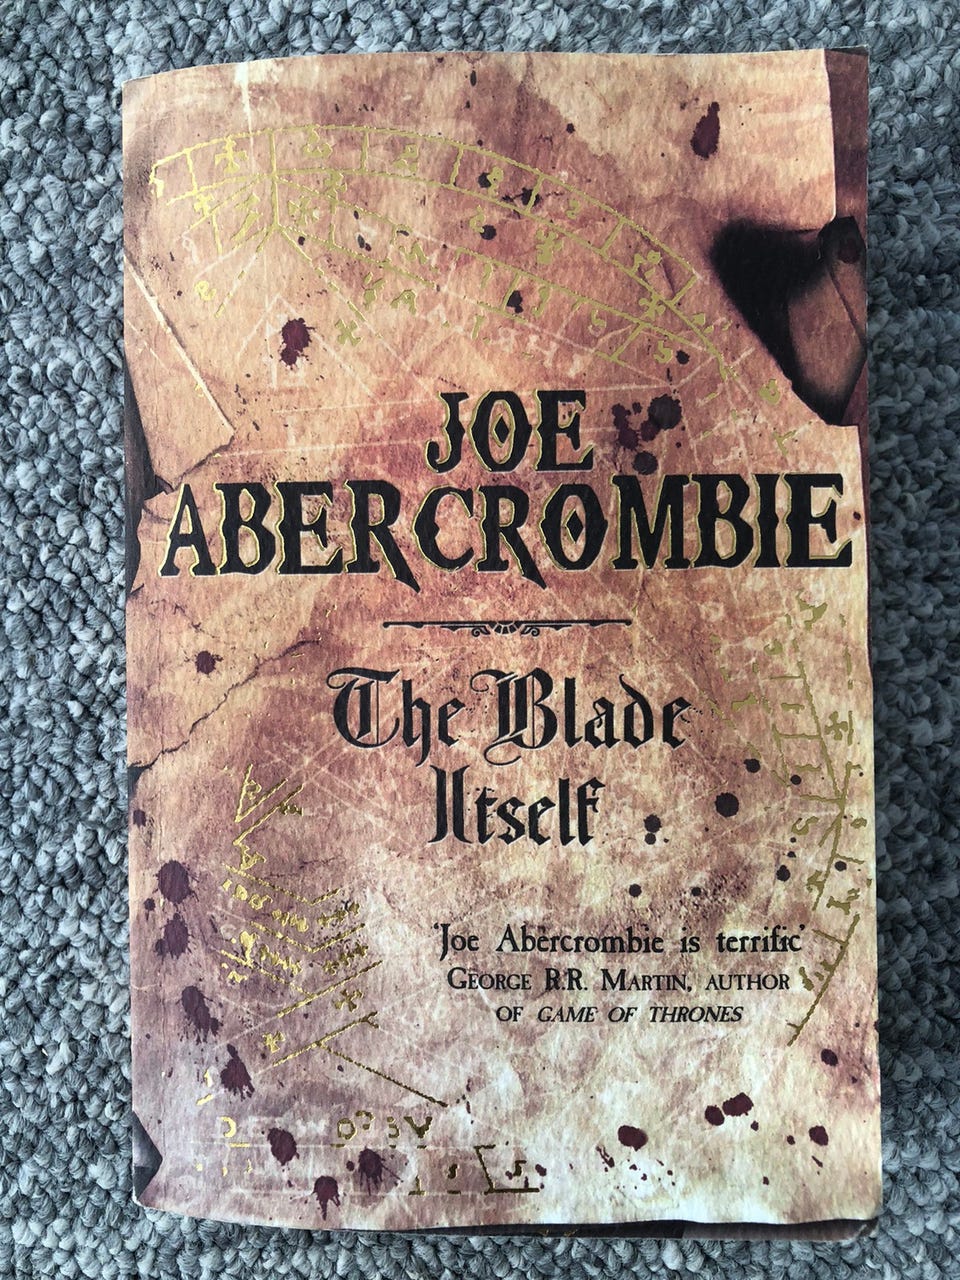 JOE
ABERCROMBIE
The Blade
Itself
'Joe Abercrombie is terrific'
GEORGE R.R. MARTIN, AUTHOR
OF GAME OF THRONES